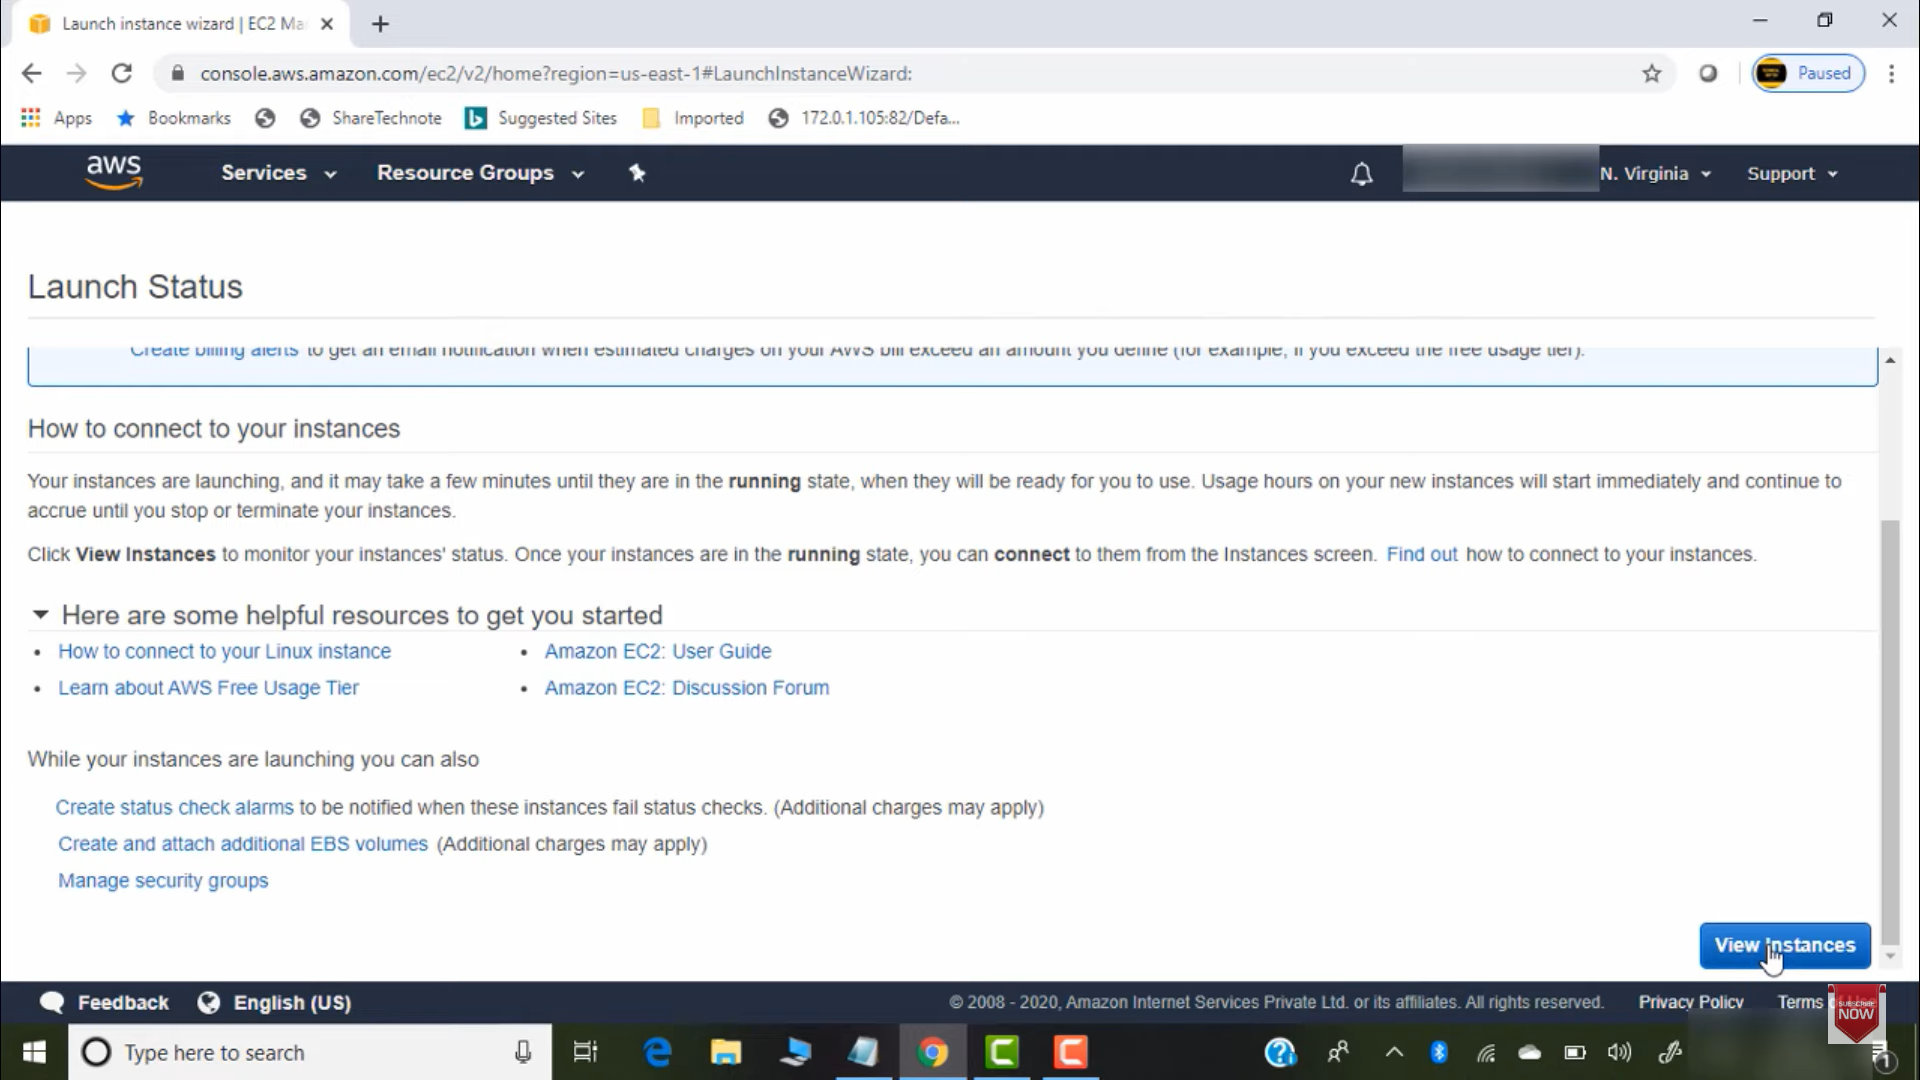 Launch instance wizard | EC2 Ma
console.aws.amazon.com/ec2/v2/home?region=us-east-1#LaunchInstanceWizard:
Paused
Apps
Bookmarks
ShareTechnote
Suggested Sites
Imported
172.0.1.105:82/Defa...
aws
Services
Resource Groups
N. Virginia
Support
Launch Status
Create billing alerts to get an email notification when estimated charges on your AWS bill exceed an amount you define (for example, if you exceed the free usage tier).
How to connect to your instances
Your instances are launching, and it may take a few minutes until they are in the running state, when they will be ready for you to use. Usage hours on your new instances will start immediately and continue to
accrue until you stop or terminate your instances.
Click View Instances to monitor your instances' status. Once your instances are in the running state, you can connect to them from the Instances screen. Find out how to connect to your instances.
Here are some helpful resources to get you started
• How to connect to your Linux instance
• Amazon EC2: User Guide
• Learn about AWS Free Usage Tier
• Amazon EC2: Discussion Forum
While your instances are launching you can also
Create status check alarms to be notified when these instances fail status checks. (Additional charges may apply)
Create and attach additional EBS volumes (Additional charges may apply)
Manage security groups
View Instances
Feedback
English (US)
© 2008 - 2020, Amazon Internet Services Private Ltd. or its affiliates. All rights reserved.
Privacy Policy
Terms of Use
SUBSCRIBE
NOW
Type here to search
1